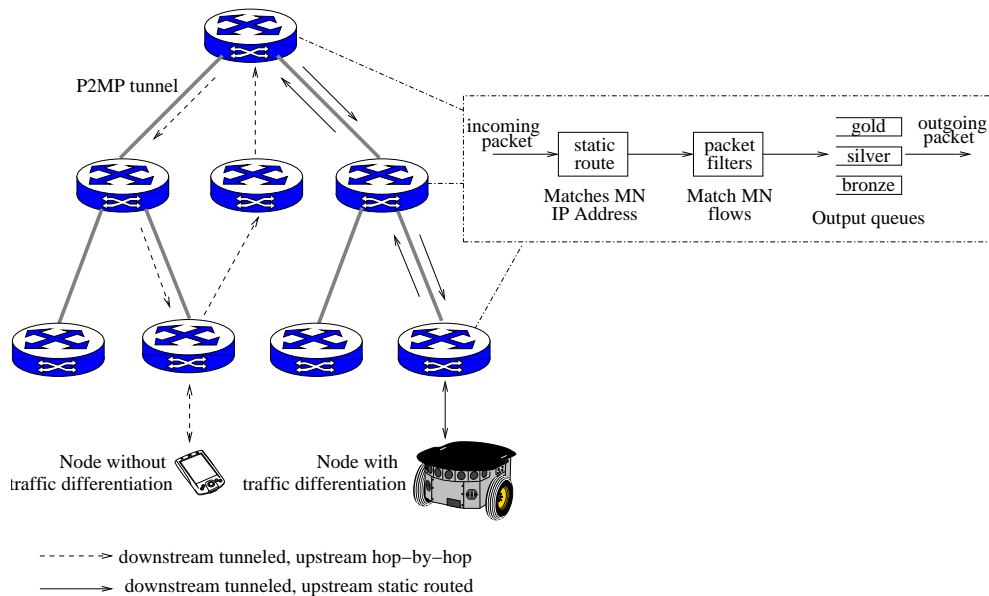 P2MP tunnel
incoming
packet
static
route
packet
filters
gold
silver
bronze
outgoing
packet
Matches MN
IP Address
Match MN
flows
Output queues
Node without
traffic differentiation
Node with
traffic differentiation
downstream tunneled, upstream hop−by−hop
downstream tunneled, upstream static routed